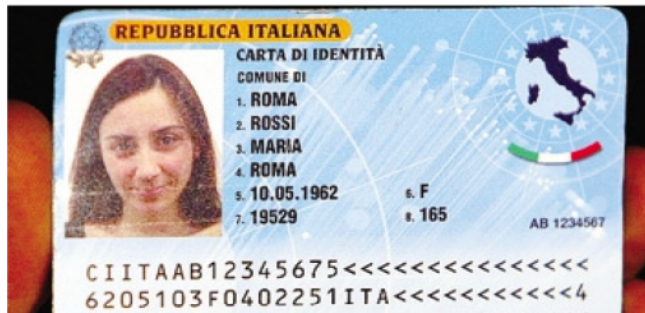 REPUBBLICA ITALIANA
CARTA DI IDENTITÀ
COMUNE DI
1. ROMA
2. ROSSI
3. MARIA
4. ROMA
5. 10.05.1962 6. F
7. 19529 8. 165
AB 1234567
CIITAAB12345675<<<<<<<<<<<<<<<
6205103F0402251ITA<<<<<<<<<<<4